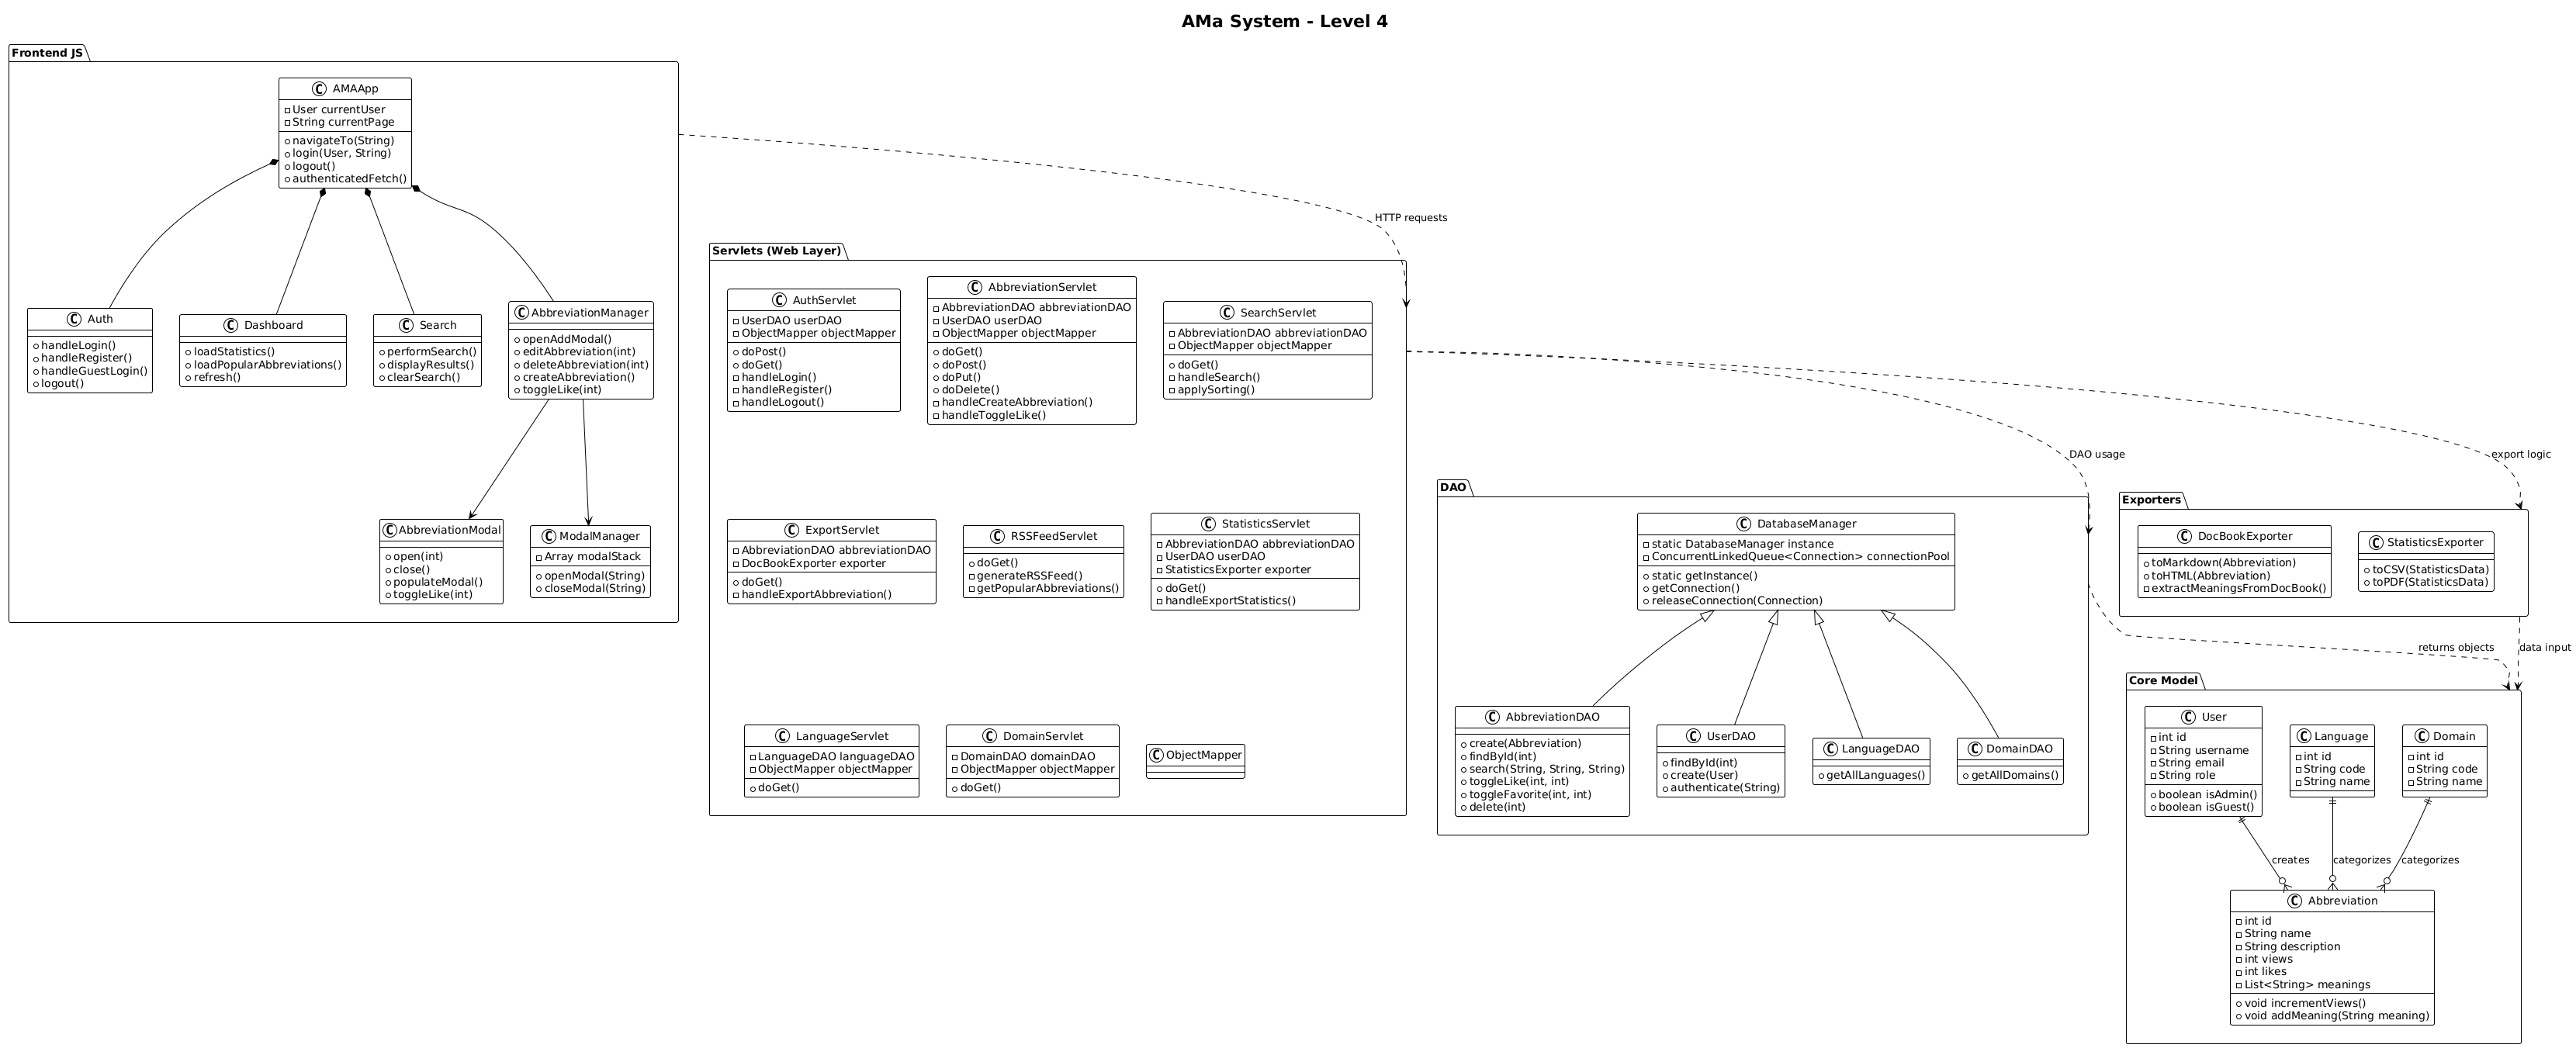 AMa System - Level 4
Frontend JS
C AMAApp
User currentUser
String currentPage
navigateTo(String)
login(User, String)
logout()
authenticatedFetch()
C Auth
handleLogin()
handleRegister()
handleGuestLogin()
logout()
C Dashboard
loadStatistics()
loadPopularAbbreviations()
refresh()
C Search
performSearch()
displayResults()
clearSearch()
C AbbreviationManager
openAddModal()
editAbbreviation(int)
deleteAbbreviation(int)
createAbbreviation()
toggleLike(int)
C AbbreviationModal
open(int)
close()
populateModal()
toggleLike(int)
C ModalManager
Array modalStack
openModal(String)
closeModal(String)
HTTP requests
Servlets (Web Layer)
C AuthServlet
UserDAO userDAO
ObjectMapper objectMapper
doPost()
doGet()
handleLogin()
handleRegister()
handleLogout()
C AbbreviationServlet
AbbreviationDAO abbreviationDAO
UserDAO userDAO
ObjectMapper objectMapper
doGet()
doPost()
doPut()
doDelete()
handleCreateAbbreviation()
handleToggleLike()
C SearchServlet
AbbreviationDAO abbreviationDAO
ObjectMapper objectMapper
doGet()
handleSearch()
applySorting()
C ExportServlet
AbbreviationDAO abbreviationDAO
DocBookExporter exporter
doGet()
handleExportAbbreviation()
C RSSFeedServlet
doGet()
generateRSSFeed()
getPopularAbbreviations()
C StatisticsServlet
AbbreviationDAO abbreviationDAO
UserDAO userDAO
StatisticsExporter exporter
doGet()
handleExportStatistics()
C LanguageServlet
LanguageDAO languageDAO
ObjectMapper objectMapper
doGet()
C DomainServlet
DomainDAO domainDAO
ObjectMapper objectMapper
doGet()
C ObjectMapper
DAO usage
export logic
DAO
C DatabaseManager
static DatabaseManager instance
ConcurrentLinkedQueue<Connection> connectionPool
static getInstance()
getConnection()
releaseConnection(Connection)
C AbbreviationDAO
create(Abbreviation)
findById(int)
search(String, String, String)
toggleLike(int, int)
toggleFavorite(int, int)
delete(int)
C UserDAO
findById(int)
create(User)
authenticate(String)
C LanguageDAO
getAllLanguages()
C DomainDAO
getAllDomains()
Exporters
C DocBookExporter
toMarkdown(Abbreviation)
toHTML(Abbreviation)
extractMeaningsFromDocBook()
C StatisticsExporter
toCSV(StatisticsData)
toPDF(StatisticsData)
returns objects
data input
Core Model
C User
int id
String username
String email
String role
boolean isAdmin()
boolean isGuest()
C Language
int id
String code
String name
C Domain
int id
String code
String name
creates
categorizes
categorizes
C Abbreviation
int id
String name
String description
int views
int likes
List<String> meanings
void incrementViews()
void addMeaning(String meaning)